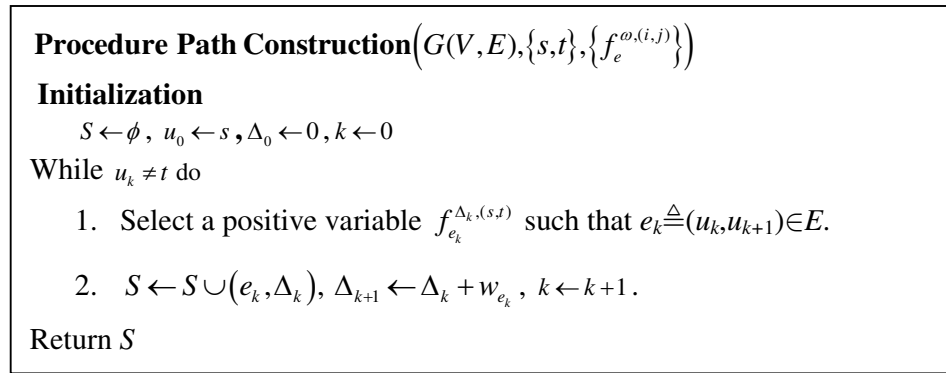 Procedure Path Construction(G(V,E),{s,t},{f_e^{ω,(i,j)}})
Initialization
S←ϕ, u_0←s, Δ_0←0, k←0
While u_k ≠ t do
1. Select a positive variable f_{e_k}^{Δ_k,(s,t)} such that e_k≜(u_k,u_{k+1})∈E.
2. S←S∪(e_k,Δ_k), Δ_{k+1}←Δ_k+w_{e_k}, k←k+1.
Return S